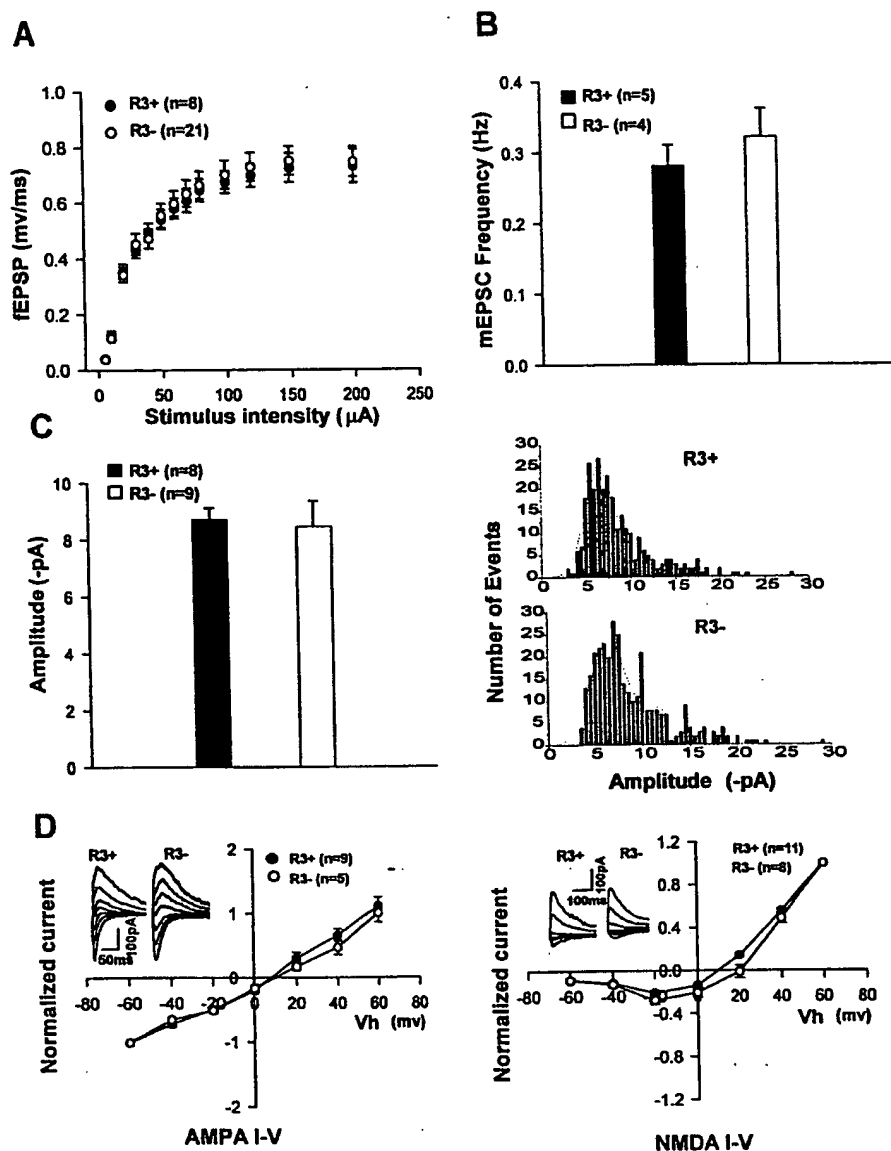 A
R3+ (n=8)
R3- (n=21)
fEPSP (mv/ms)
0.8
0.6
0.4
0.2
0.0
0 50 100 150 200 250
Stimulus intensity (μA)
B
R3+ (n=5)
R3- (n=4)
mEPSC Frequency (Hz)
0.4
0.3
0.2
0.1
0.0
C
R3+ (n=8)
R3- (n=9)
Amplitude (-pA)
10
8
6
4
2
0
R3+
Number of Events
30
25
20
15
10
5
0
5 10 15 20 25 30
R3-
30
25
20
15
10
5
0
5 10 15 20 25 30
Amplitude (-pA)
D
R3+ R3-
50ms
100pA
R3+ (n=9)
R3- (n=5)
Normalized current
2
1
0
-1
-2
-80 -60 -40 -20 0 20 40 60 80
Vh (mv)
AMPA I-V
R3+ R3-
100ms
100pA
R3+ (n=11)
R3- (n=8)
Normalized current
1.2
0.8
0.4
0.0
-0.4
-0.8
-1.2
-80 -60 -40 -20 0 20 40 60 80
Vh (mv)
NMDA I-V